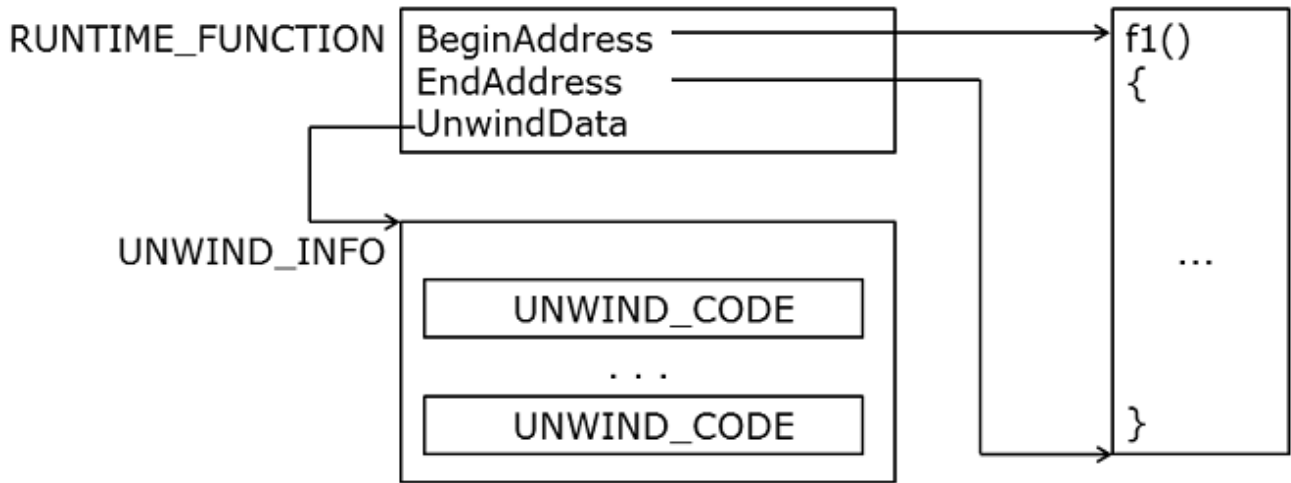 RUNTIME_FUNCTION
BeginAddress
EndAddress
UnwindData
f1()
{
...
}
UNWIND_INFO
UNWIND_CODE
. . .
UNWIND_CODE